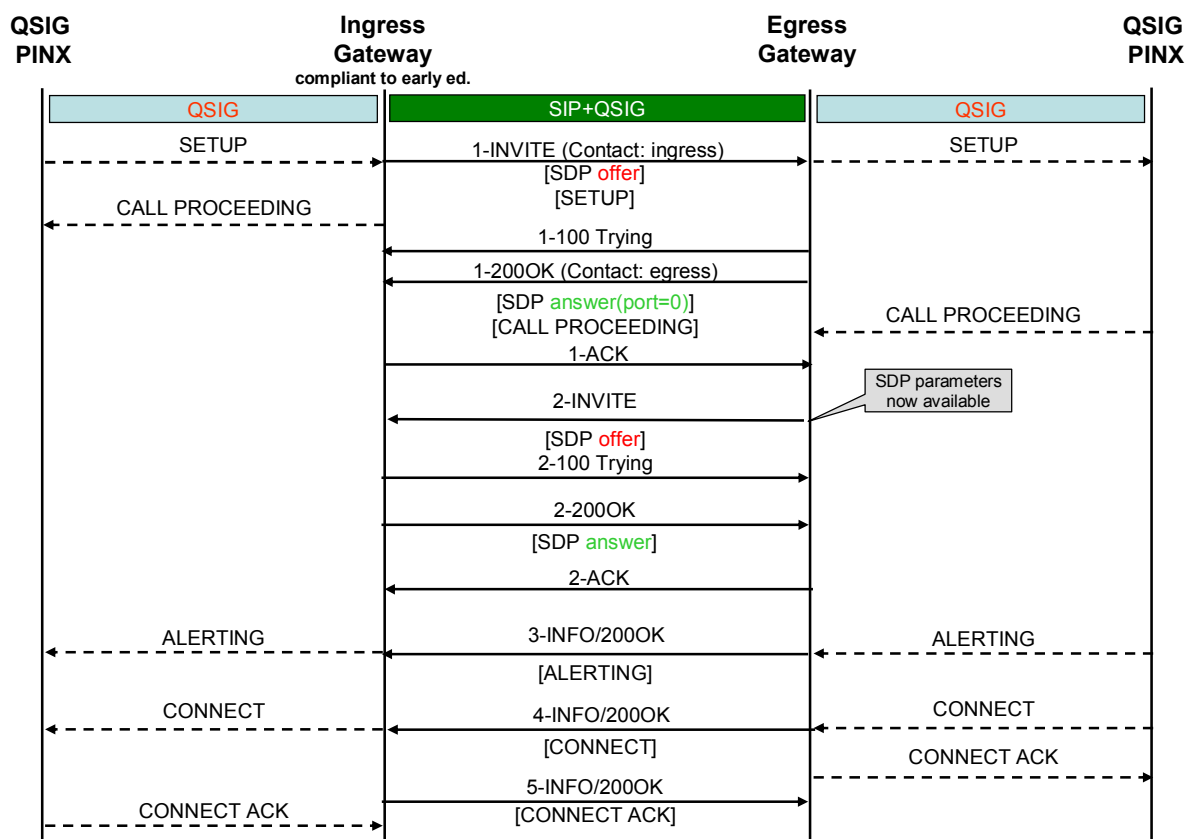 QSIG PINX
Ingress Gateway
compliant to early ed.
Egress Gateway
QSIG PINX
QSIG
SIP+QSIG
QSIG
SETUP
1-INVITE (Contact: ingress)
SETUP
[SDP offer]
[SETUP]
CALL PROCEEDING
1-100 Trying
1-200OK (Contact: egress)
[SDP answer(port=0)]
[CALL PROCEEDING]
CALL PROCEEDING
1-ACK
SDP parameters
now available
2-INVITE
[SDP offer]
2-100 Trying
2-200OK
[SDP answer]
2-ACK
ALERTING
3-INFO/200OK
ALERTING
[ALERTING]
CONNECT
4-INFO/200OK
CONNECT
[CONNECT]
CONNECT ACK
5-INFO/200OK
CONNECT ACK
[CONNECT ACK]